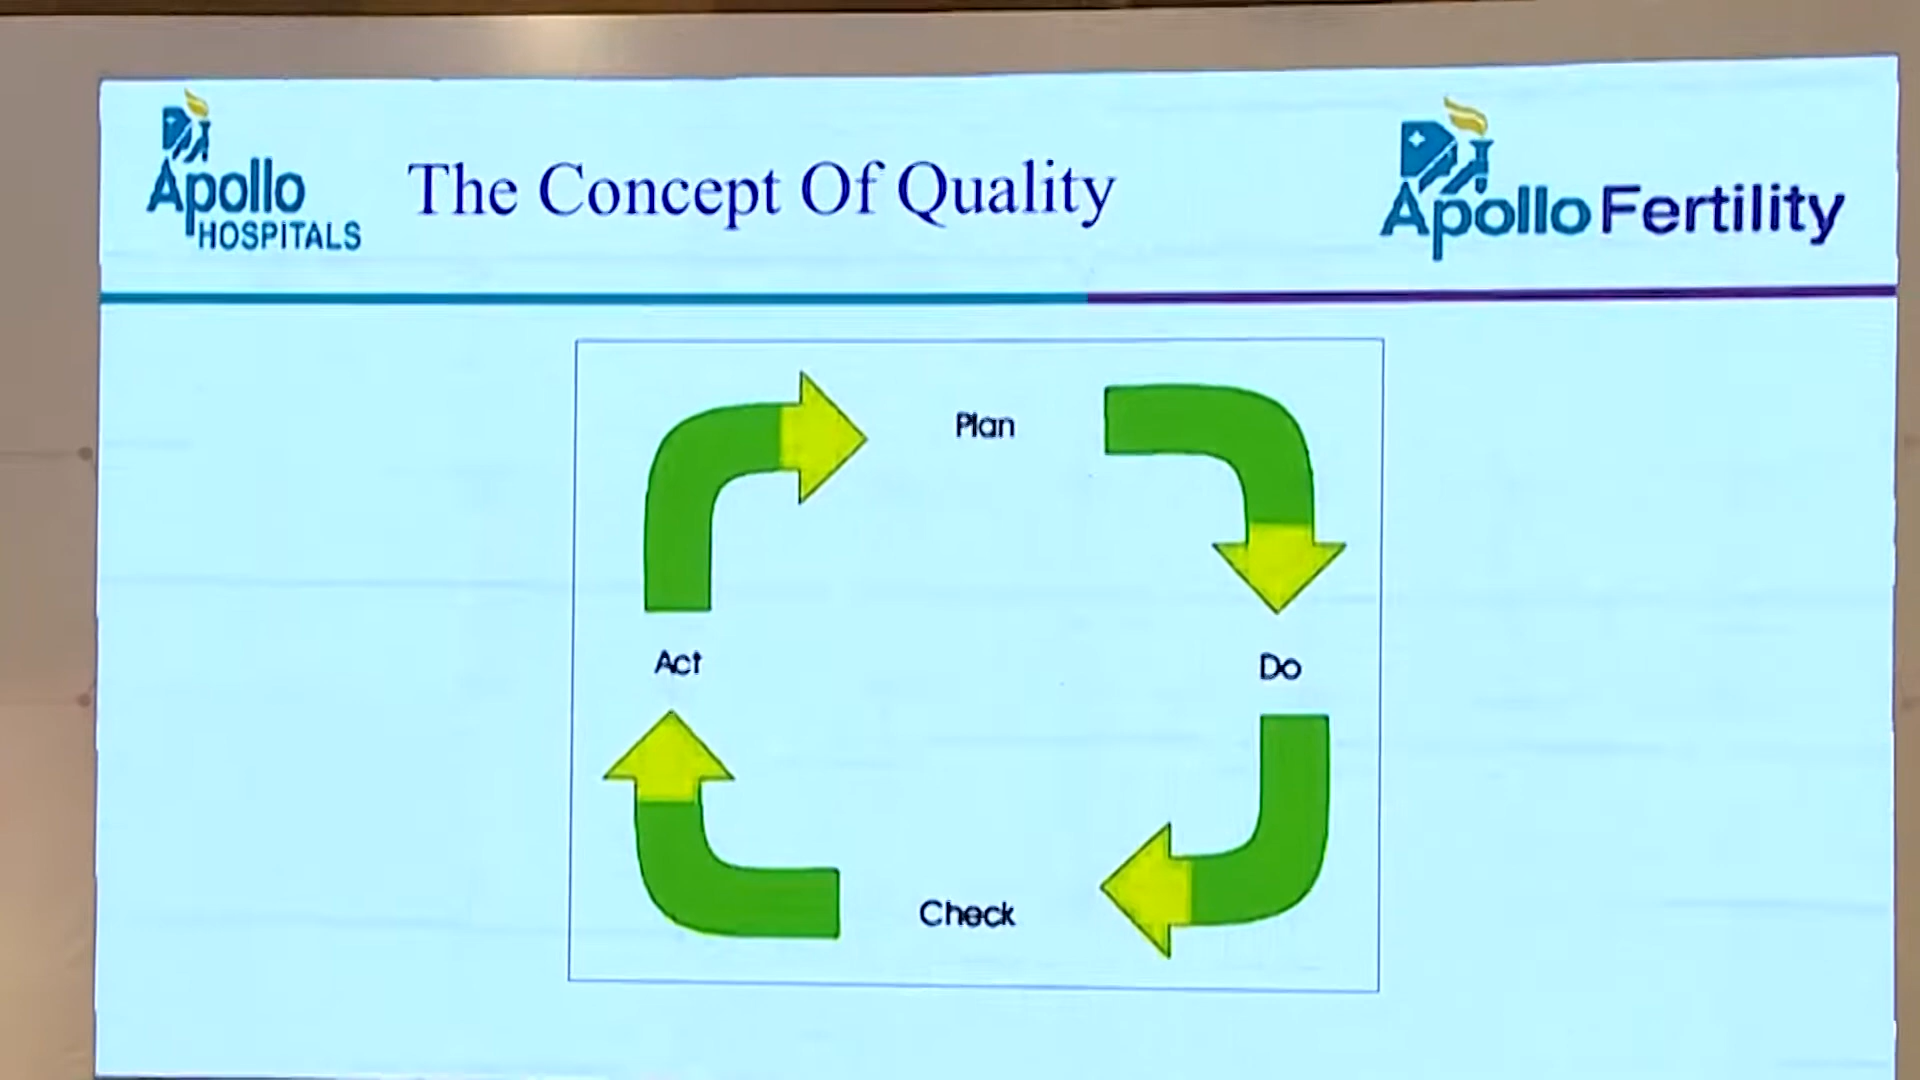 Apollo
HOSPITALS
The Concept Of Quality
Apollo Fertility
Plan
Act
Do
Check